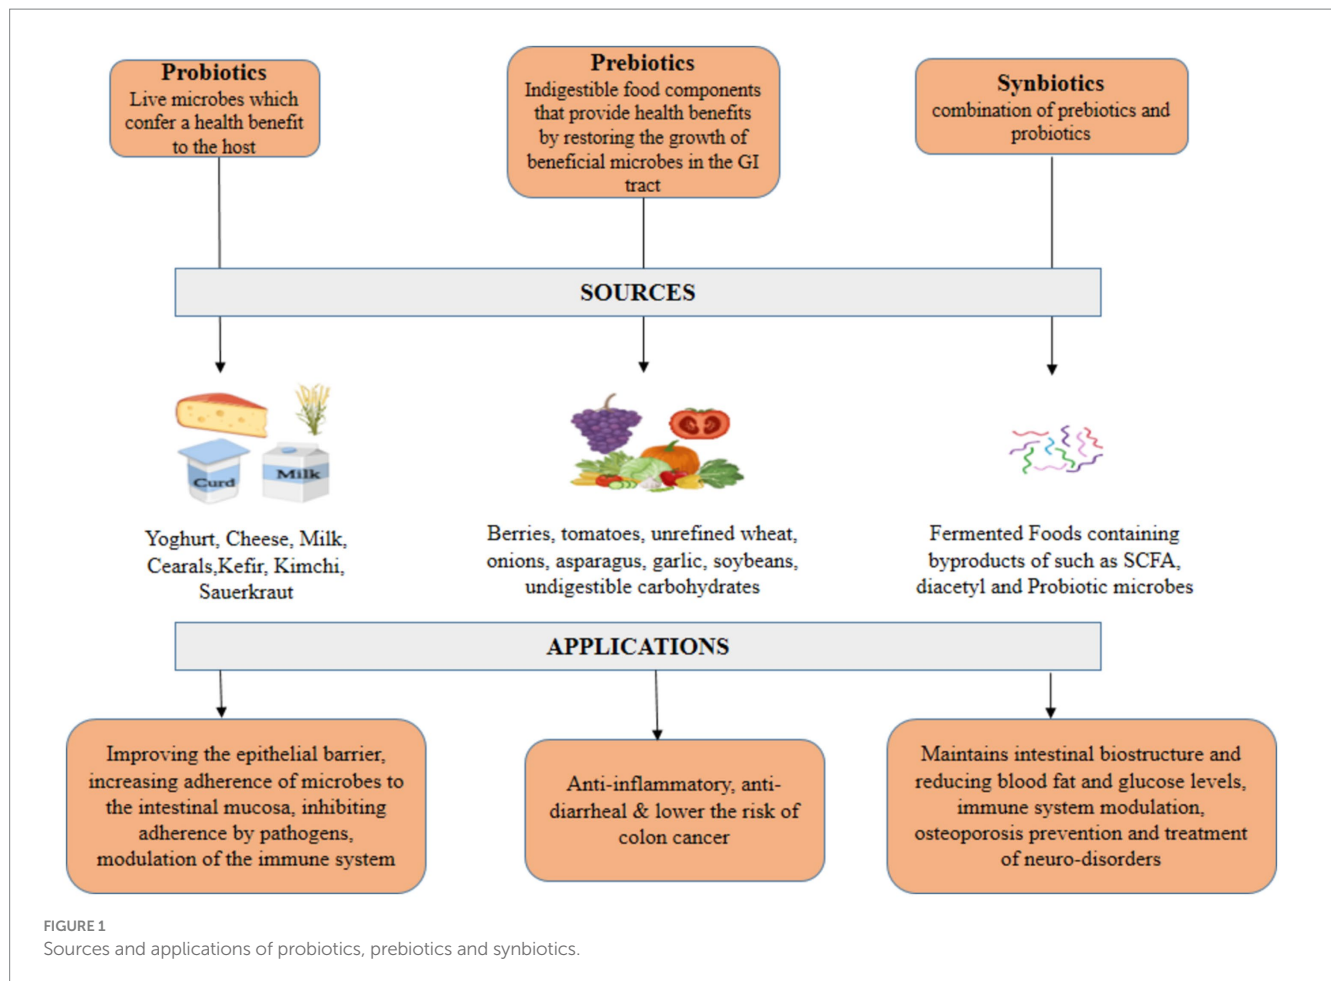 Probiotics
Live microbes which
confer a health benefit
to the host
Prebiotics
Indigestible food components
that provide health benefits
by restoring the growth of
beneficial microbes in the GI
tract
Synbiotics
combination of prebiotics and
probiotics
SOURCES
Curd
Milk
Yoghurt, Cheese, Milk,
Cearals,Kefir, Kimchi,
Sauerkraut
Berries, tomatoes, unrefined wheat,
onions, asparagus, garlic, soybeans,
undigestible carbohydrates
Fermented Foods containing
byproducts of such as SCFA,
diacetyl and Probiotic microbes
APPLICATIONS
Improving the epithelial barrier,
increasing adherence of microbes to
the intestinal mucosa, inhibiting
adherence by pathogens,
modulation of the immune system
Anti-inflammatory, anti-
diarrheal & lower the risk of
colon cancer
Maintains intestinal biostructure and
reducing blood fat and glucose levels,
immune system modulation,
osteoporosis prevention and treatment
of neuro-disorders
FIGURE 1
Sources and applications of probiotics, prebiotics and synbiotics.